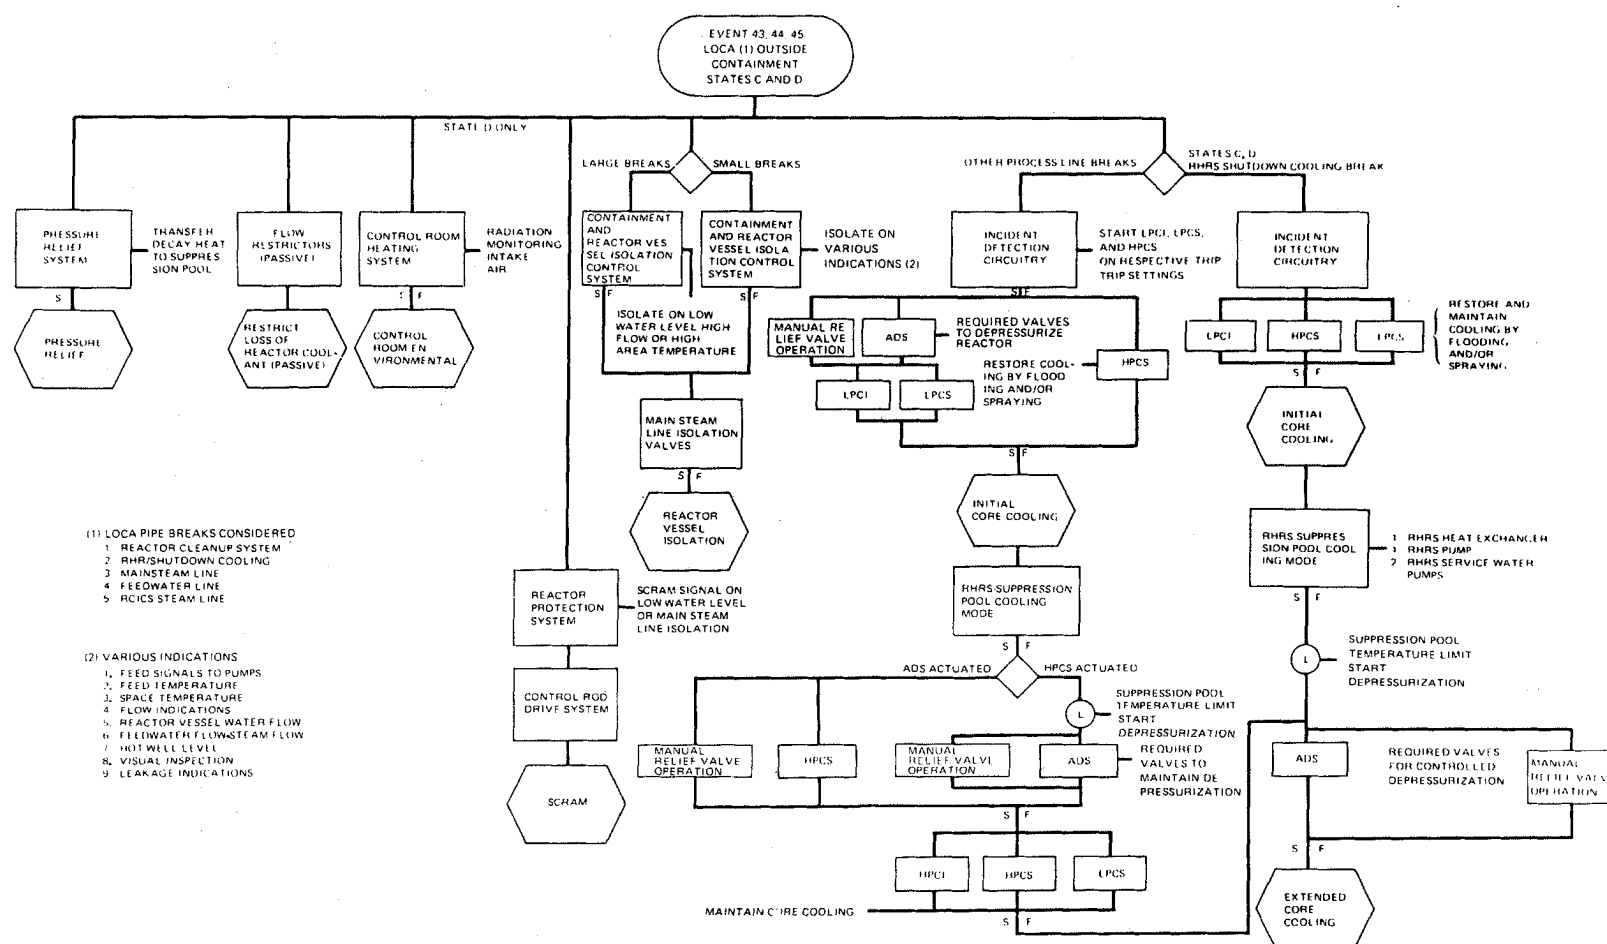 EVENT 43, 44, 45
LOCA (1) OUTSIDE
CONTAINMENT
STATES C AND D
STATE D ONLY
LARGE BREAKS
SMALL BREAKS
OTHER PROCESS LINE BREAKS
STATES C, D
RHRS SHUTDOWN COOLING BREAK
PRESSURE
RELIEF
SYSTEM
TRANSFER
DECAY HEAT
TO SUPPRES
SION POOL
S
PRESSURE
RELIEF
FLOW
RESTRICTORS
(PASSIVE)
RESTRICT
LOSS OF
REACTOR COOL-
ANT (PASSIVE)
CONTROL ROOM
HEATING
SYSTEM
RADIATION
MONITORING
INTAKE
AIR
S F
CONTROL
ROOM EN
VIRONMENTAL
CONTAINMENT
AND
REACTOR VES
SEL ISOLATION
CONTROL
SYSTEM
S F
CONTAINMENT
AND REACTOR
VESSEL ISOLA
TION CONTROL
SYSTEM
S F
ISOLATE ON
VARIOUS
INDICATIONS (2)
ISOLATE ON LOW
WATER LEVEL HIGH
FLOW OR HIGH
AREA TEMPERATURE
MAIN STEAM
LINE ISOLATION
VALVES
S F
REACTOR
VESSEL
ISOLATION
REACTOR
PROTECTION
SYSTEM
SCRAM SIGNAL ON
LOW WATER LEVEL
OR MAIN STEAM
LINE ISOLATION
CONTROL ROD
DRIVE SYSTEM
SCRAM
INCIDENT
DETECTION
CIRCUITRY
START LPCI, LPCS,
AND HPCS
ON RESPECTIVE TRIP
TRIP SETTINGS
S F
MANUAL RE
LIEF VALVE
OPERATION
ADS
REQUIRED VALVES
TO DEPRESSURIZE
REACTOR
RESTORE COOL-
ING BY FLOOD
ING AND/OR
SPRAYING
HPCS
LPCI
LPCS
S F
INITIAL
CORE COOLING
RHRS-SUPPRESSION
POOL COOLING
MODE
S F
ADS ACTUATED
HPCS ACTUATED
L
SUPPRESSION POOL
TEMPERATURE LIMIT
START
DEPRESSURIZATION
MANUAL
RELIEF VALVE
OPERATION
HPCS
MANUAL
RELIEF VALVE
OPERATION
ADS
REQUIRED
VALVES TO
MAINTAIN DE
PRESSURIZATION
S F
HPCI
HPCS
LPCS
MAINTAIN CORE COOLING
S F
INCIDENT
DETECTION
CIRCUITRY
LPCI
HPCS
LPCS
RESTORE AND
MAINTAIN
COOLING BY
FLOODING
AND/OR
SPRAYING
S F
INITIAL
CORE
COOLING
RHRS SUPPRES
SION POOL COOL
ING MODE
1 RHRS HEAT EXCHANGER
1 RHRS PUMP
2 RHRS SERVICE WATER
PUMPS
S F
L
SUPPRESSION POOL
TEMPERATURE LIMIT
START
DEPRESSURIZATION
ADS
REQUIRED VALVES
FOR CONTROLLED
DEPRESSURIZATION
MANUAL
RELIEF VALV
OPERATION
S F
EXTENDED
CORE
COOLING
(1) LOCA PIPE BREAKS CONSIDERED
1 REACTOR CLEANUP SYSTEM
2 RHR/SHUTDOWN COOLING
3 MAINSTEAM LINE
4 FEEDWATER LINE
5 RCICS STEAM LINE
(2) VARIOUS INDICATIONS
1. FEED SIGNALS TO PUMPS
2. FEED TEMPERATURE
3. SPACE TEMPERATURE
4 FLOW INDICATIONS
5. REACTOR VESSEL WATER FLOW
6 FEEDWATER FLOW-STEAM FLOW
7 HOT WELL LEVEL
8. VISUAL INSPECTION
9 LEAKAGE INDICATIONS